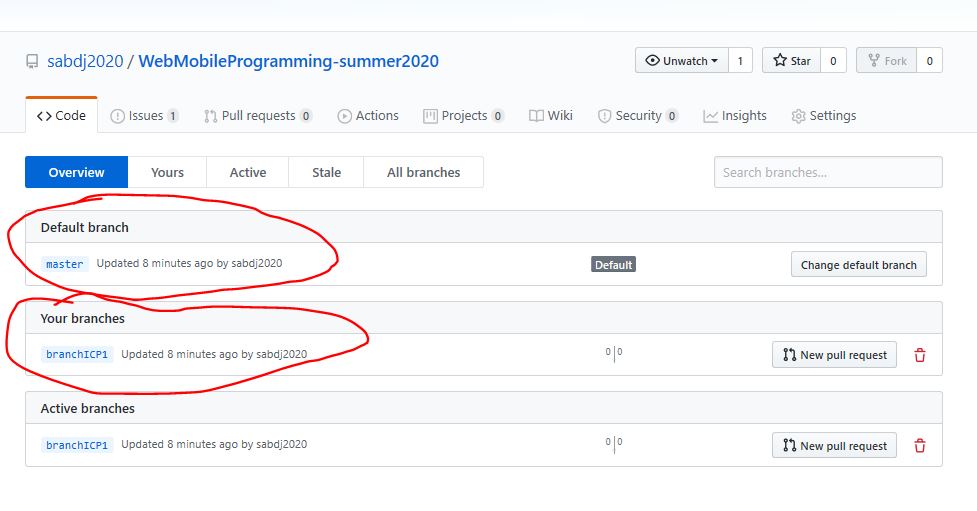 sabdj2020 / WebMobileProgramming-summer2020 Unwatch 1 Star 0 Fork 0
Code Issues 1 Pull requests 0 Actions Projects 0 Wiki Security 0 Insights Settings
Overview Yours Active Stale All branches Search branches...
Default branch
master Updated 8 minutes ago by sabdj2020 Default Change default branch
Your branches
branchICP1 Updated 8 minutes ago by sabdj2020 0 0 New pull request
Active branches
branchICP1 Updated 8 minutes ago by sabdj2020 0 0 New pull request